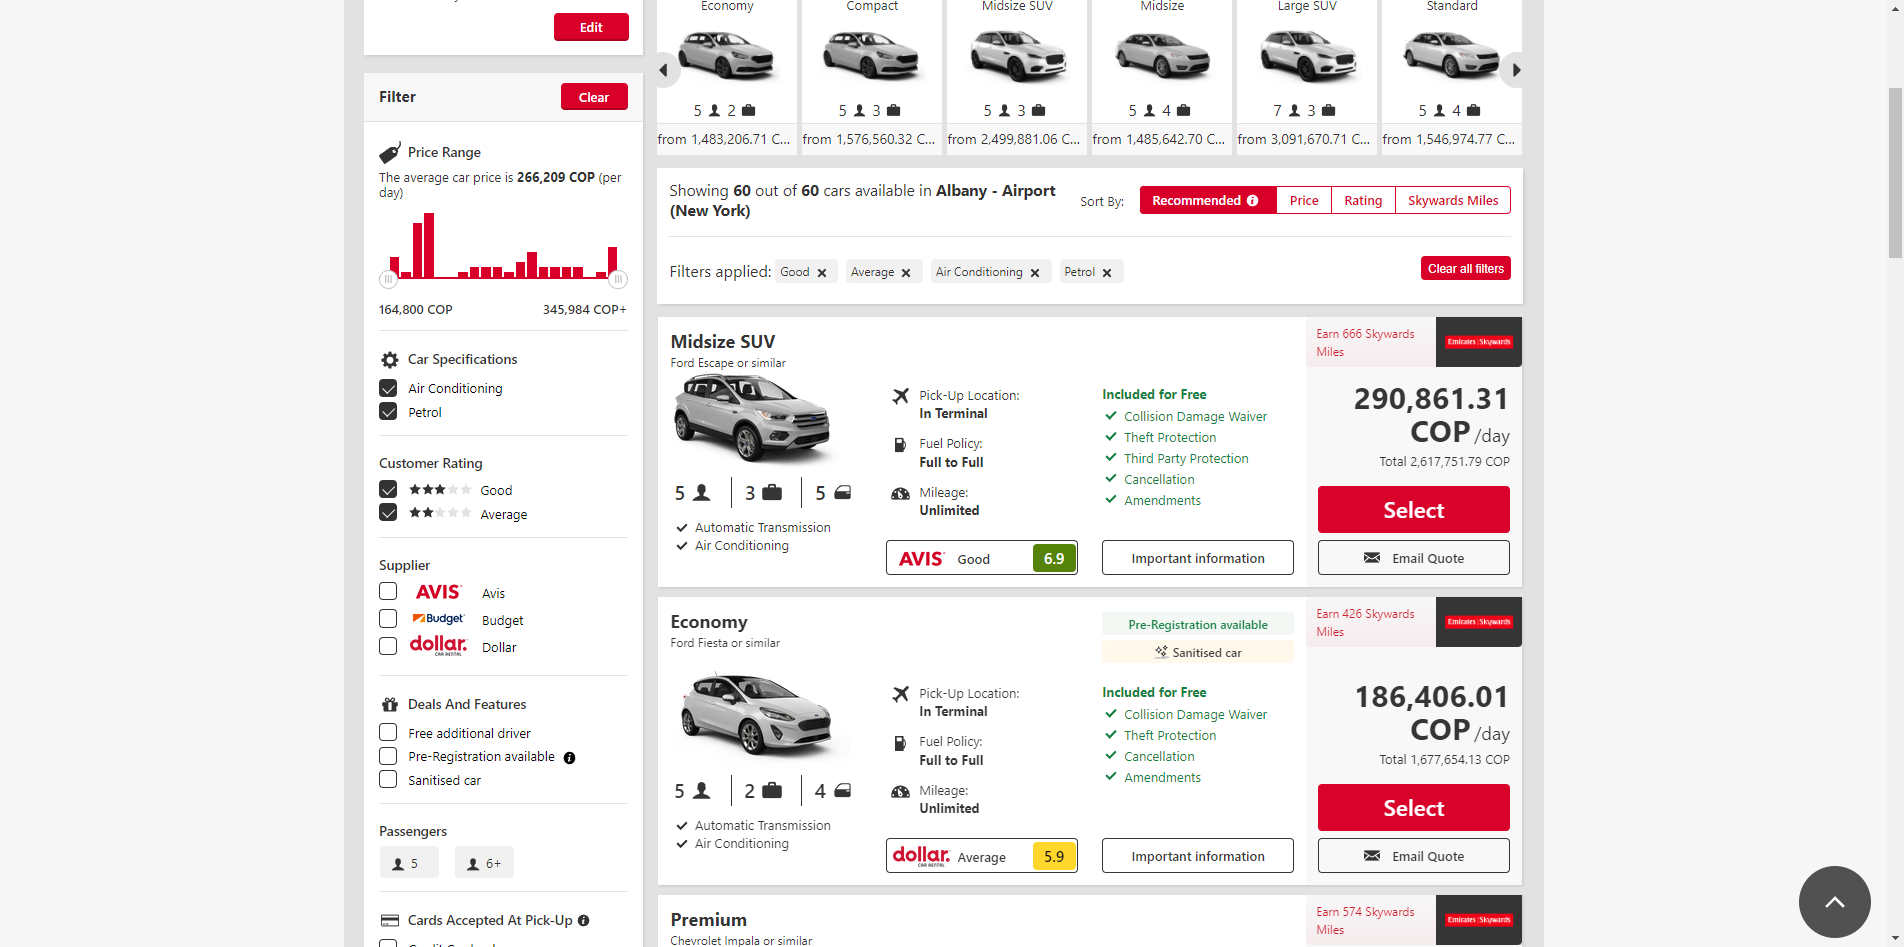 Edit
Filter
Clear
Price Range
The average car price is 266,209 COP (per
day)
164,800 COP
345,984 COP+
Car Specifications
Air Conditioning
Petrol
Customer Rating
Good
Average
Supplier
AVIS
Avis
Budget
Budget
dollar.
CAR RENTAL
Dollar
Deals And Features
Free additional driver
Pre-Registration available
Sanitised car
Passengers
5
6+
Cards Accepted At Pick-Up
Economy
5 2
from 1,483,206.71 C...
Compact
5 3
from 1,576,560.32 C...
Midsize SUV
5 3
from 2,499,881.06 C...
Midsize
5 4
from 1,485,642.70 C...
Large SUV
7 3
from 3,091,670.71 C...
Standard
5 4
from 1,546,974.77 C...
Showing 60 out of 60 cars available in Albany - Airport
(New York)
Sort By:
Recommended
Price
Rating
Skywards Miles
Filters applied:
Good
Average
Air Conditioning
Petrol
Clear all filters
Midsize SUV
Ford Escape or similar
5 3 5
Automatic Transmission
Air Conditioning
Pick-Up Location:
In Terminal
Fuel Policy:
Full to Full
Mileage:
Unlimited
AVIS Good 6.9
Included for Free
Collision Damage Waiver
Theft Protection
Third Party Protection
Cancellation
Amendments
Important information
Earn 666 Skywards
Miles
Emirates Skywards
290,861.31
COP /day
Total 2,617,751.79 COP
Select
Email Quote
Economy
Ford Fiesta or similar
5 2 4
Automatic Transmission
Air Conditioning
Pick-Up Location:
In Terminal
Fuel Policy:
Full to Full
Mileage:
Unlimited
dollar. CAR RENTAL Average 5.9
Pre-Registration available
Sanitised car
Included for Free
Collision Damage Waiver
Theft Protection
Cancellation
Amendments
Important information
Earn 426 Skywards
Miles
Emirates Skywards
186,406.01
COP /day
Total 1,677,654.13 COP
Select
Email Quote
Premium
Chevrolet Impala or similar
Earn 574 Skywards
Miles
Emirates Skywards